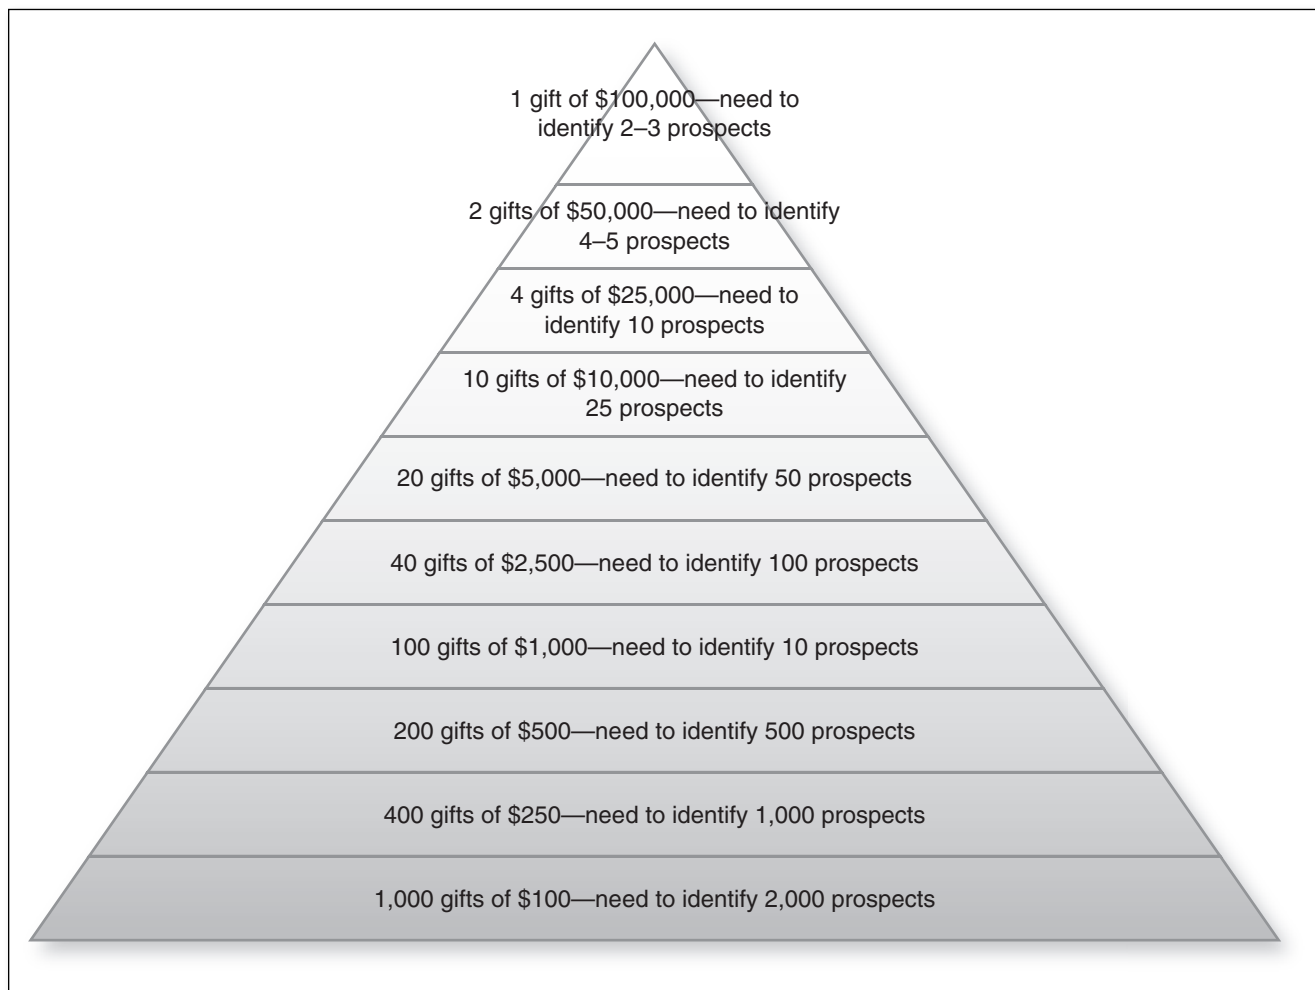 1 gift of $100,000—need to
identify 2–3 prospects
2 gifts of $50,000—need to identify
4–5 prospects
4 gifts of $25,000—need to
identify 10 prospects
10 gifts of $10,000—need to identify
25 prospects
20 gifts of $5,000—need to identify 50 prospects
40 gifts of $2,500—need to identify 100 prospects
100 gifts of $1,000—need to identify 10 prospects
200 gifts of $500—need to identify 500 prospects
400 gifts of $250—need to identify 1,000 prospects
1,000 gifts of $100—need to identify 2,000 prospects